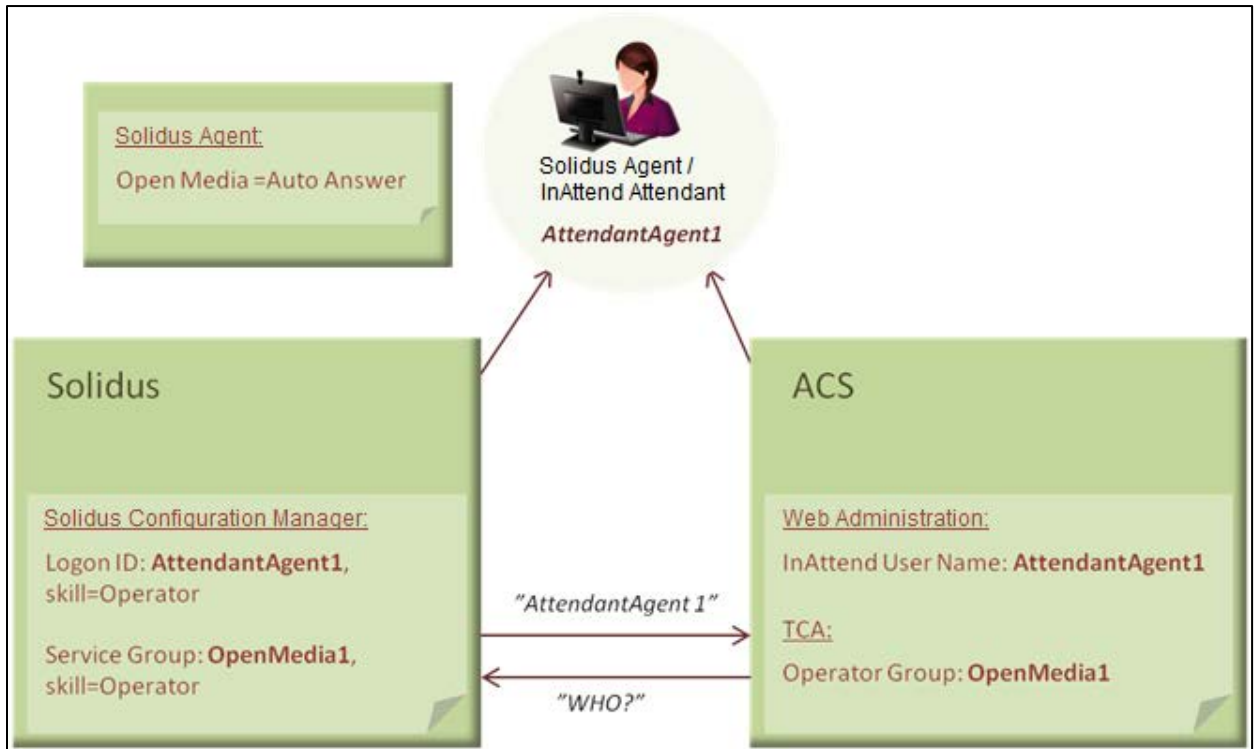 Solidus Agent:
Open Media =Auto Answer
Solidus Agent /
InAttend Attendant
AttendantAgent1
Solidus
Solidus Configuration Manager:
Logon ID: AttendantAgent1,
skill=Operator
Service Group: OpenMedia1,
skill=Operator
"AttendantAgent 1"
"WHO?"
ACS
Web Administration:
InAttend User Name: AttendantAgent1
TCA:
Operator Group: OpenMedia1